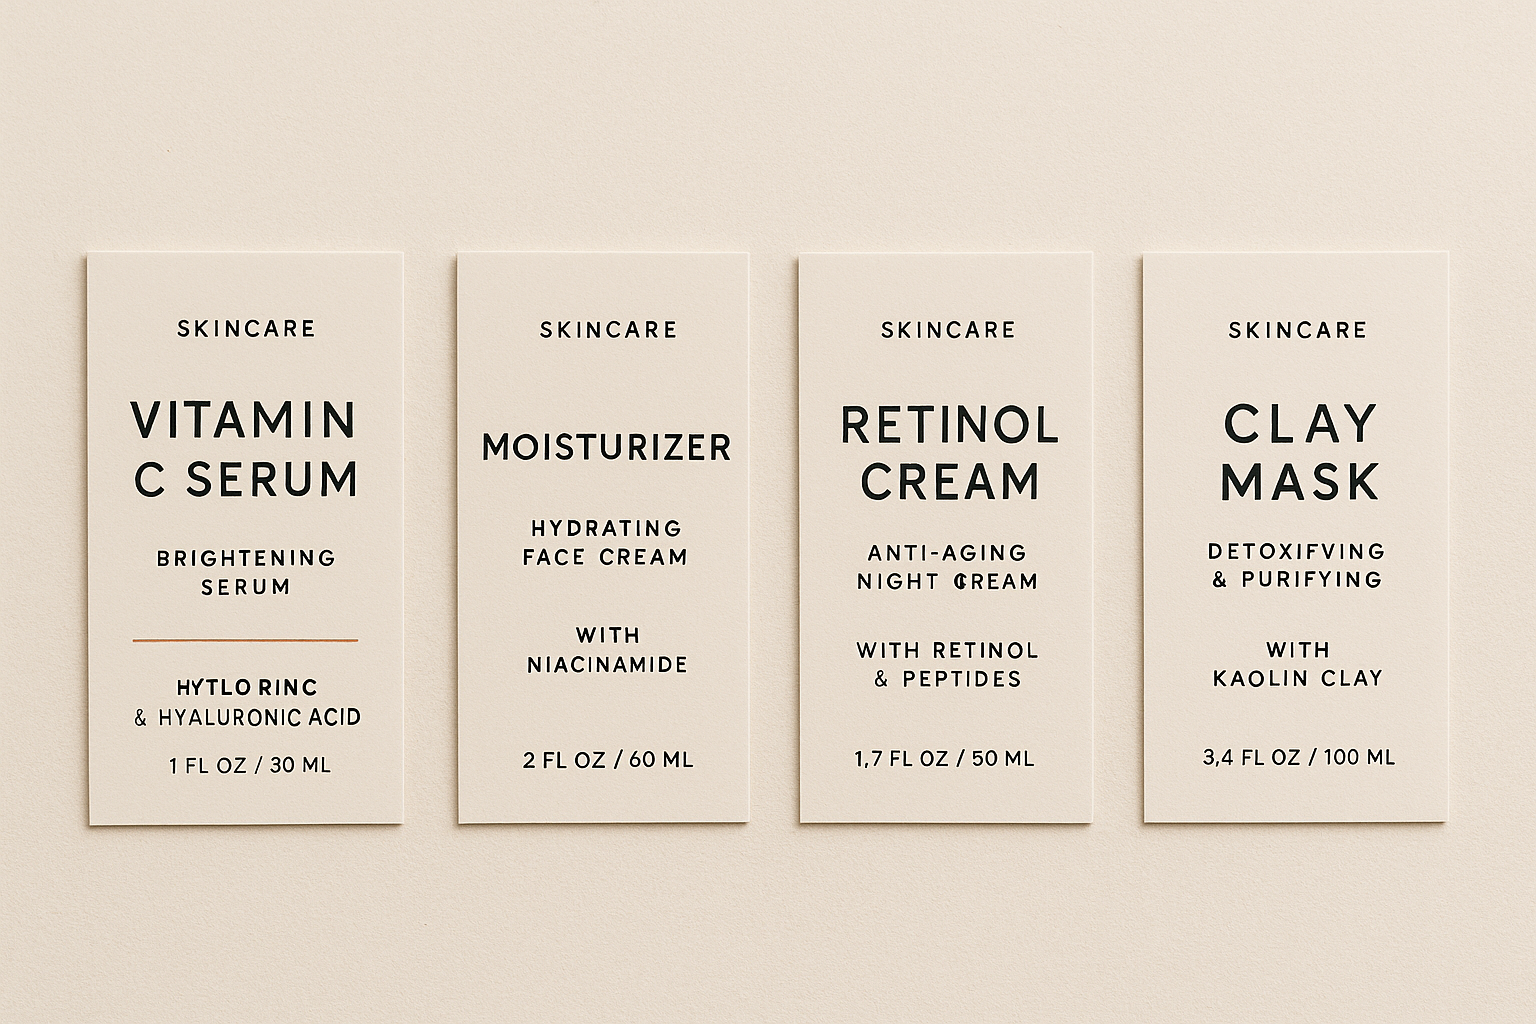 SKINCARE
VITAMIN
C SERUM
BRIGHTENING
SERUM
HYTLO RINC
& HYALURONIC ACID
1 FL OZ / 30 ML
SKINCARE
MOISTURIZER
HYDRATING
FACE CREAM
WITH
NIACINAMIDE
2 FL OZ / 60 ML
SKINCARE
RETINOL
CREAM
ANTI-AGING
NIGHT CREAM
WITH RETINOL
& PEPTIDES
1,7 FL OZ / 50 ML
SKINCARE
CLAY
MASK
DETOXIFVING
& PURIFYING
WITH
KAOLIN CLAY
3,4 FL OZ / 100 ML